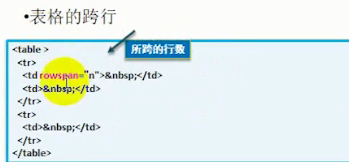 •表格的跨行
所跨的行数
<table >
<tr>
<td rowspan="n">&nbsp;</td>
<td>&nbsp;</td>
</tr>
<tr>
<td>&nbsp;</td>
</tr>
</table>